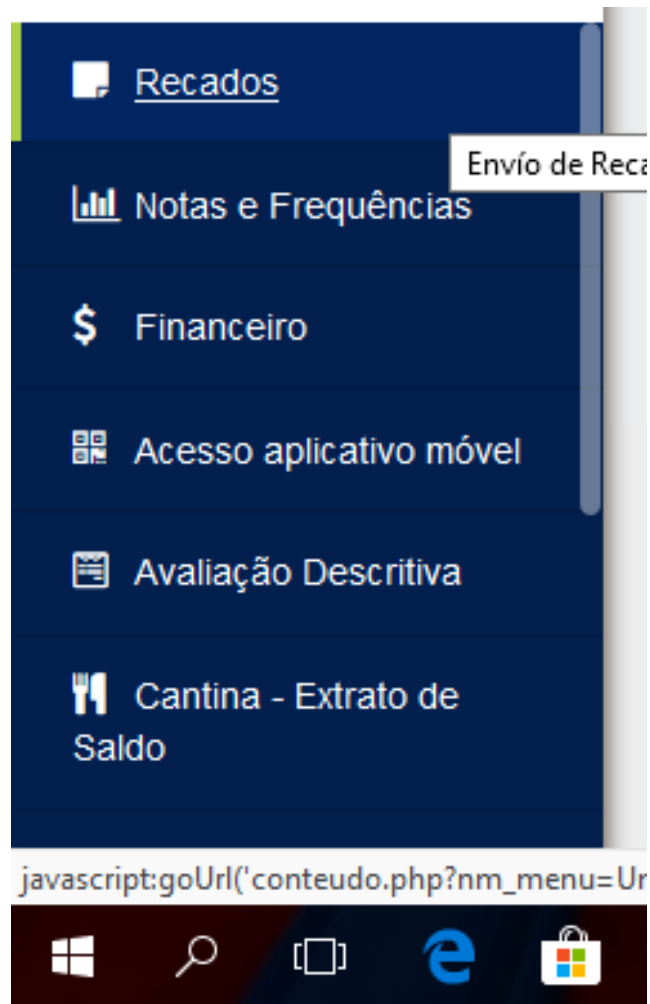 Recados
Envío de Reca
Notas e Frequências
$ Financeiro
Acesso aplicativo móvel
Avaliação Descritiva
Cantina - Extrato de
Saldo
javascript:goUrl('conteudo.php?nm_menu=Ur